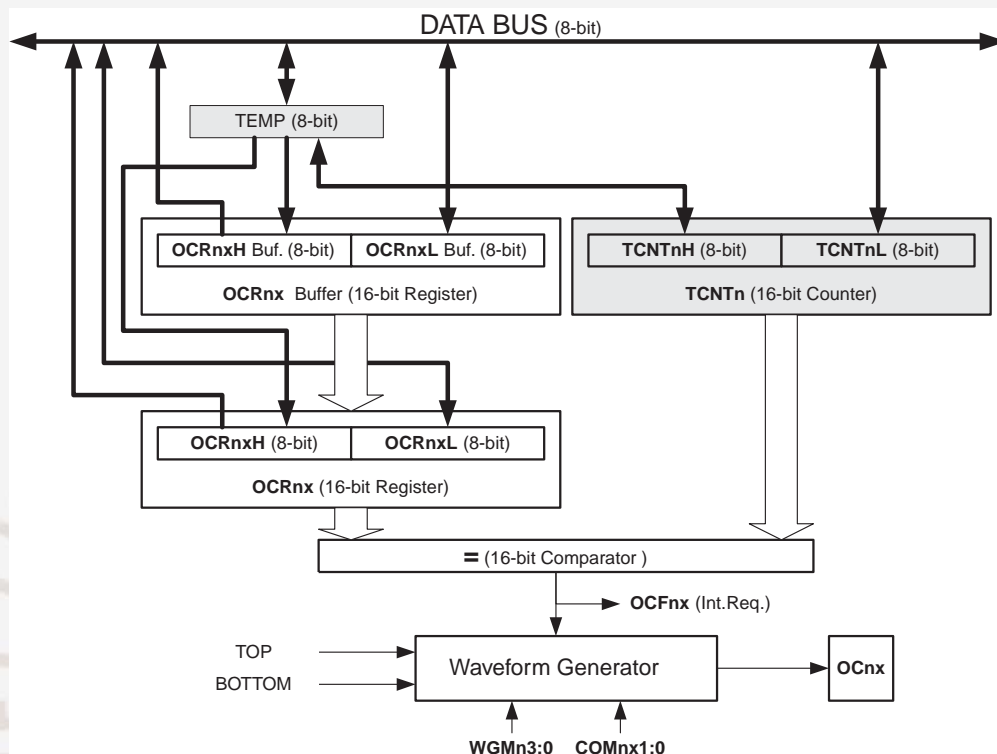 DATA BUS (8-bit)
TEMP (8-bit)
OCRnxH Buf. (8-bit)
OCRnxL Buf. (8-bit)
OCRnx Buffer (16-bit Register)
TCNTnH (8-bit)
TCNTnL (8-bit)
TCNTn (16-bit Counter)
OCRnxH (8-bit)
OCRnxL (8-bit)
OCRnx (16-bit Register)
= (16-bit Comparator )
OCFnx (Int.Req.)
TOP
BOTTOM
Waveform Generator
OCnx
WGMn3:0
COMnx1:0